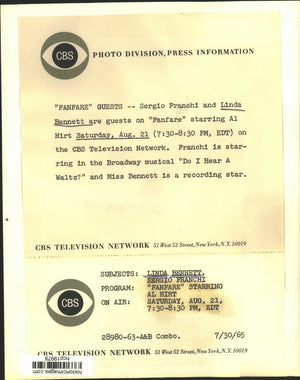 CBS
PHOTO DIVISION, PRESS INFORMATION
"FANFARE" GUESTS -- Sergio Franchi and Linda
Bennett are guests on "Fanfare" starring Al
Hirt Saturday, Aug. 21 (7:30-8:30 PM, EDT) on
the CBS Television Network. Franchi is star-
ring in the Broadway musical "Do I Hear A
Waltz?" and Miss Bennett is a recording star.
CBS TELEVISION NETWORK 51 West 52 Street, New York, N.Y. 10019
SUBJECTS: LINDA BENNETT,
SERGIO FRANCHI
PROGRAM: "FANFARE" STARRING
AL HIRT
ON AIR: SATURDAY, AUG. 21,
7:30-8:30 PM, EDT
CBS
28980-63-A&B Combo. 7/30/65
CBS TELEVISION NETWORK 51 West 52 Street, New York, N.Y. 10019
historicimages.com